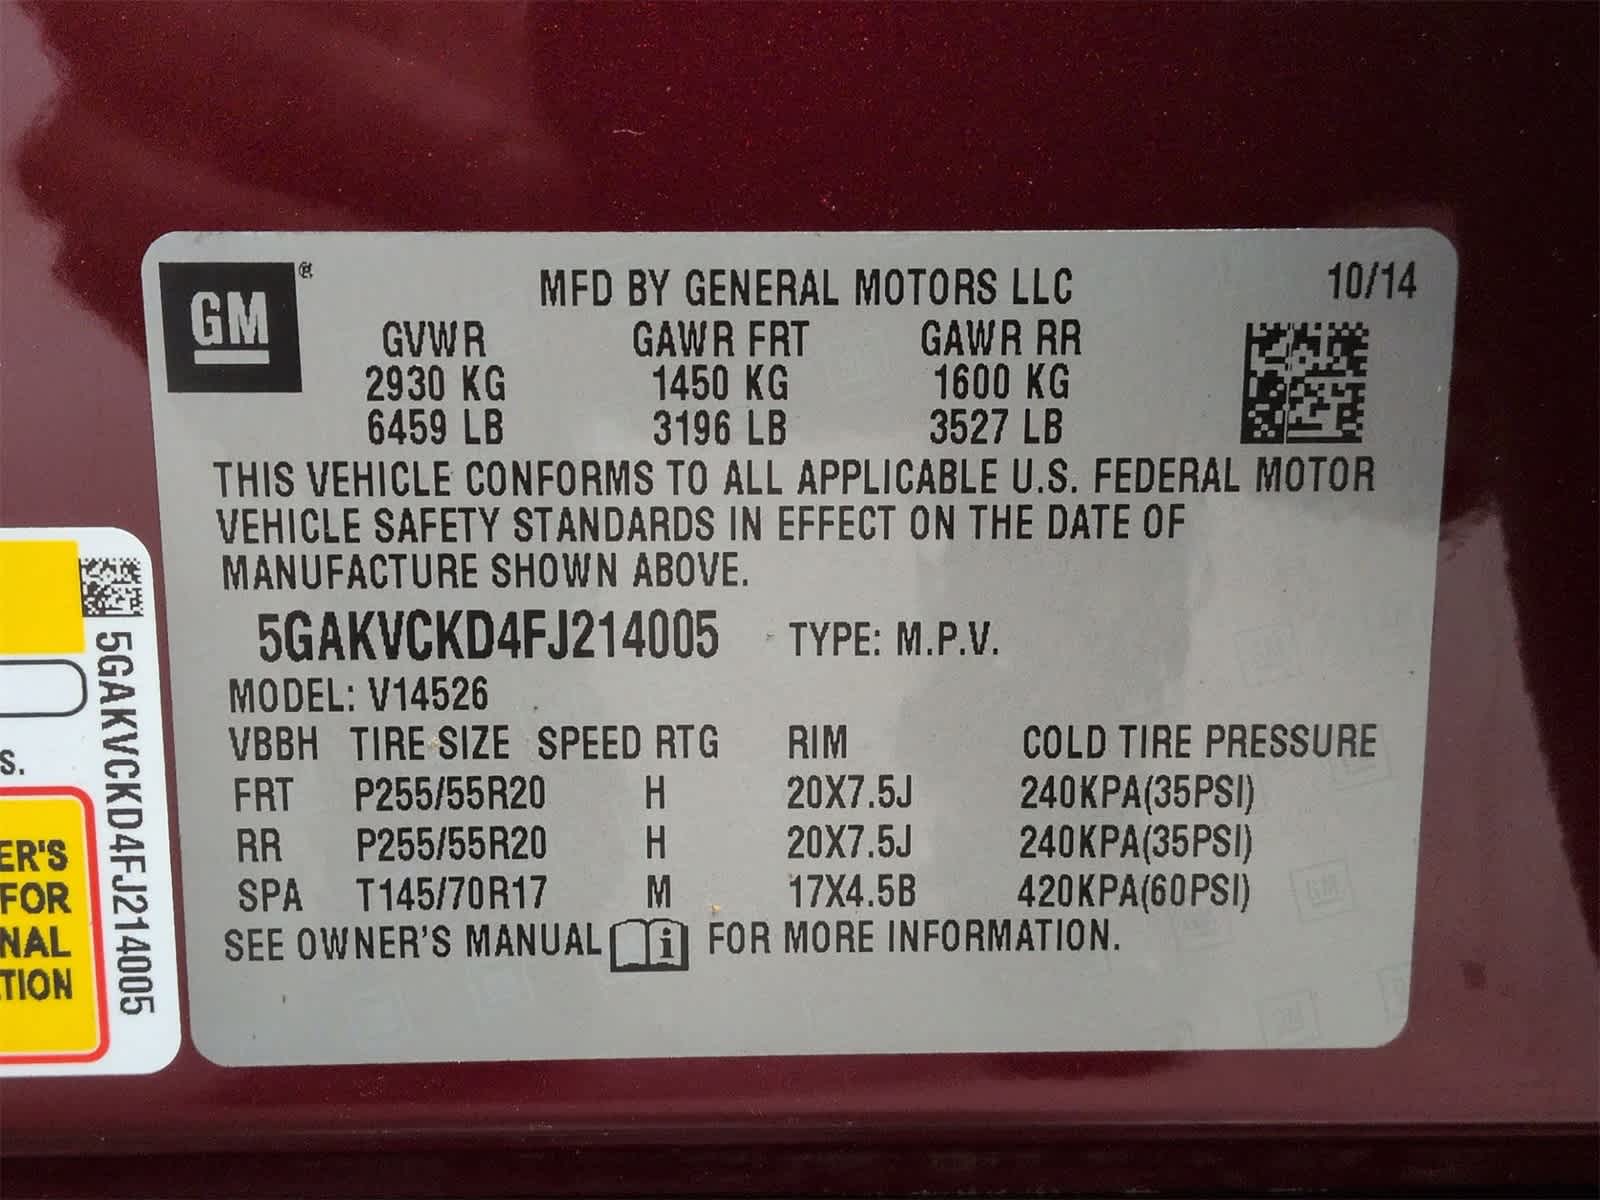 GM ®
MFD BY GENERAL MOTORS LLC 10/14
GVWR GAWR FRT GAWR RR
2930 KG 1450 KG 1600 KG
6459 LB 3196 LB 3527 LB
THIS VEHICLE CONFORMS TO ALL APPLICABLE U.S. FEDERAL MOTOR
VEHICLE SAFETY STANDARDS IN EFFECT ON THE DATE OF
MANUFACTURE SHOWN ABOVE.
5GAKVCKD4FJ214005 TYPE: M.P.V.
MODEL: V14526
VBBH TIRE SIZE SPEED RTG RIM COLD TIRE PRESSURE
FRT P255/55R20 H 20X7.5J 240KPA(35PSI)
RR P255/55R20 H 20X7.5J 240KPA(35PSI)
SPA T145/70R17 M 17X4.5B 420KPA(60PSI)
SEE OWNER'S MANUAL i FOR MORE INFORMATION.
5GAKVCKD4FJ214005
S.
ER'S
FOR
NAL
TION